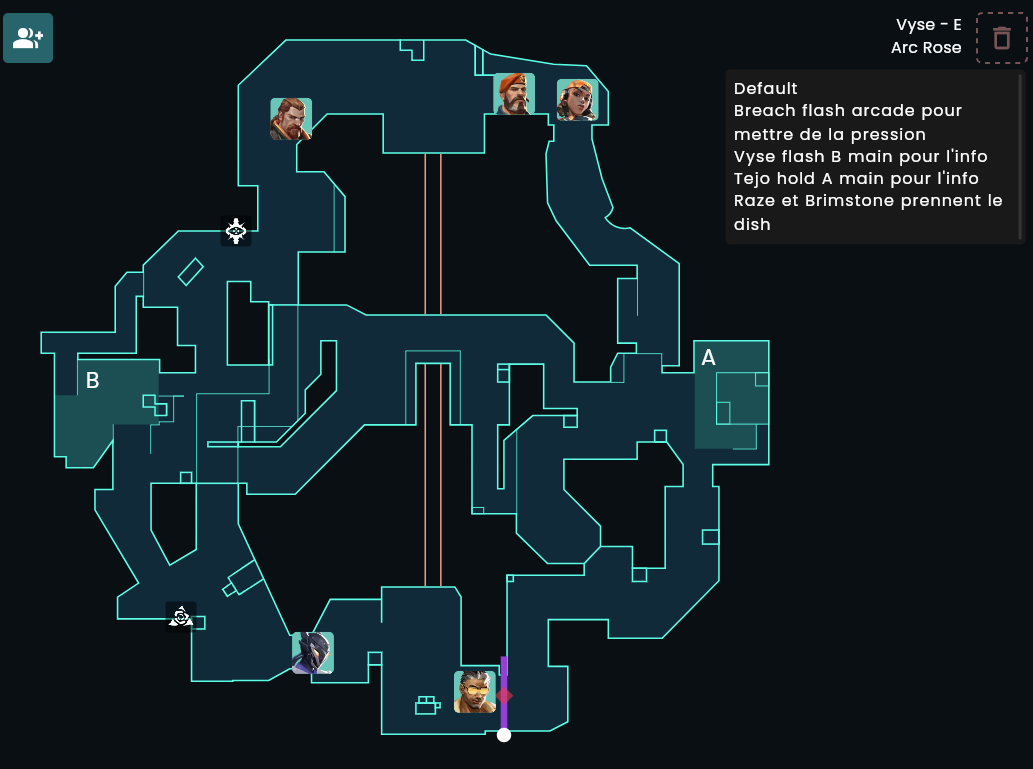 Vyse - E
Arc Rose
Default
Breach flash arcade pour
mettre de la pression
Vyse flash B main pour l'info
Tejo hold A main pour l'info
Raze et Brimstone prennent le
dish
A
B